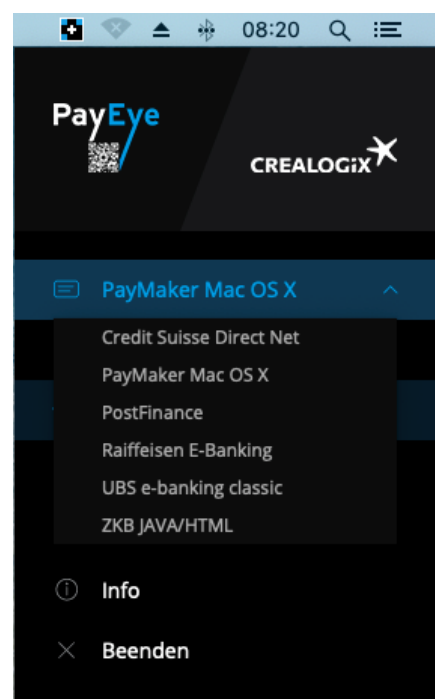 08:20
PayEye
CREALOGIX
PayMaker Mac OS X
Credit Suisse Direct Net
PayMaker Mac OS X
PostFinance
Raiffeisen E-Banking
UBS e-banking classic
ZKB JAVA/HTML
Info
Beenden